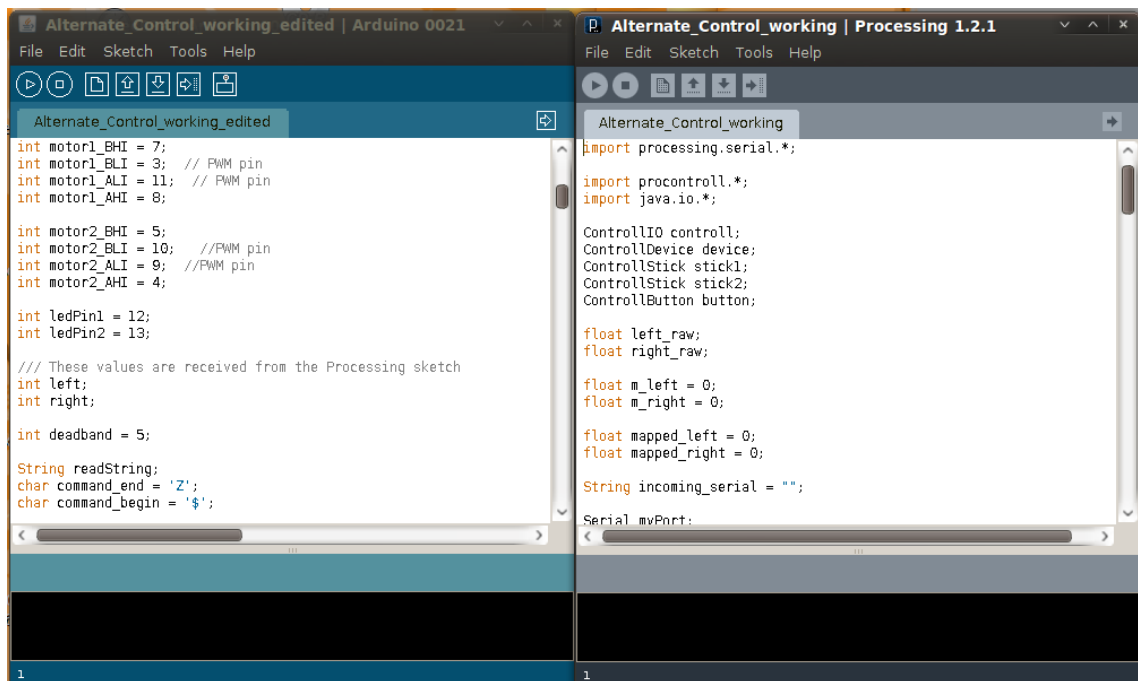 Alternate_Control_working_edited | Arduino 0021
File Edit Sketch Tools Help
Alternate_Control_working_edited
int motor1_BHI = 7;
int motor1_BLI = 3;  // PWM pin
int motor1_ALI = 11;  // PWM pin
int motor1_AHI = 8;
int motor2_BHI = 5;
int motor2_BLI = 10;   //PWM pin
int motor2_ALI = 9;  //PWM pin
int motor2_AHI = 4;
int ledPin1 = 12;
int ledPin2 = 13;
/// These values are received from the Processing sketch
int left;
int right;
int deadband = 5;
String readString;
char command_end = 'Z';
char command_begin = '$';
1
Alternate_Control_working | Processing 1.2.1
File Edit Sketch Tools Help
Alternate_Control_working
import processing.serial.*;
import procontroll.*;
import java.io.*;
ControllIO controll;
ControllDevice device;
ControllStick stick1;
ControllStick stick2;
ControllButton button;
float left_raw;
float right_raw;
float m_left = 0;
float m_right = 0;
float mapped_left = 0;
float mapped_right = 0;
String incoming_serial = "";
Serial myPort;
1